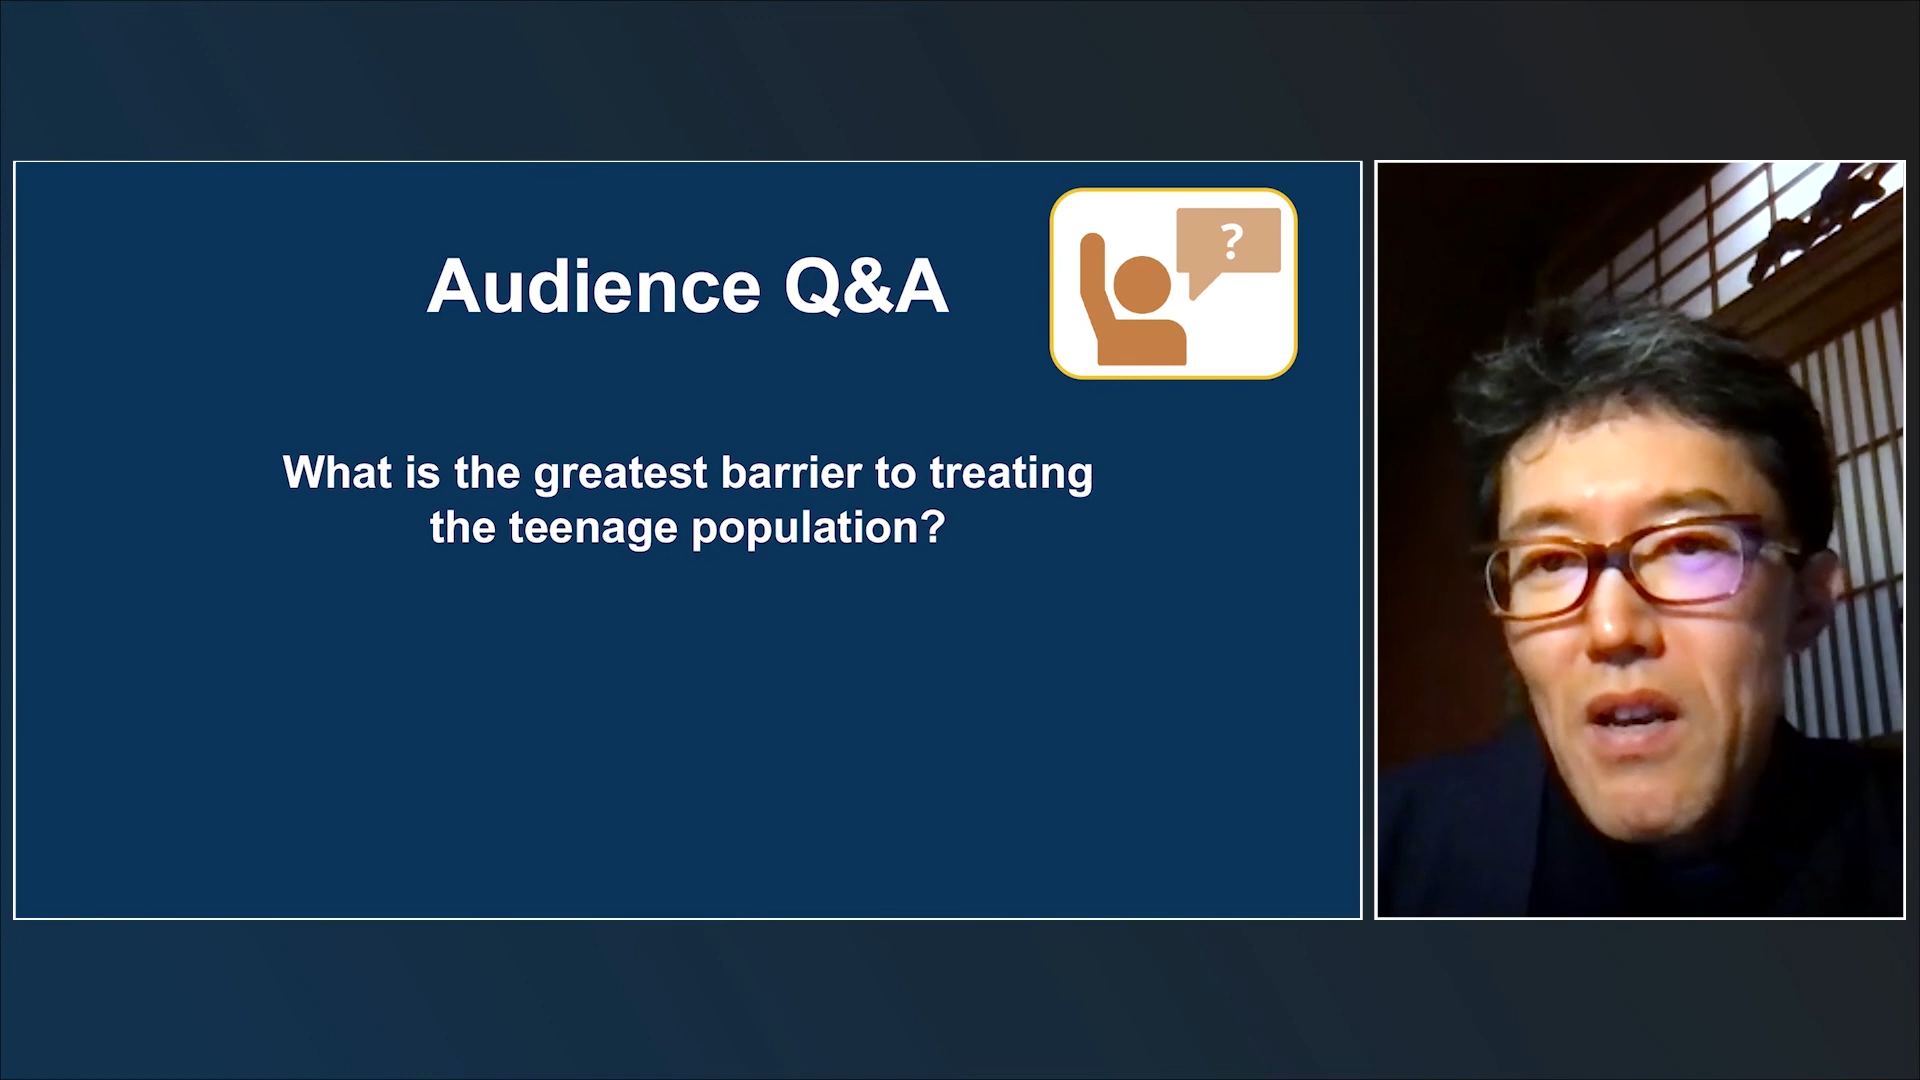 Audience Q&A
?
What is the greatest barrier to treating
the teenage population?